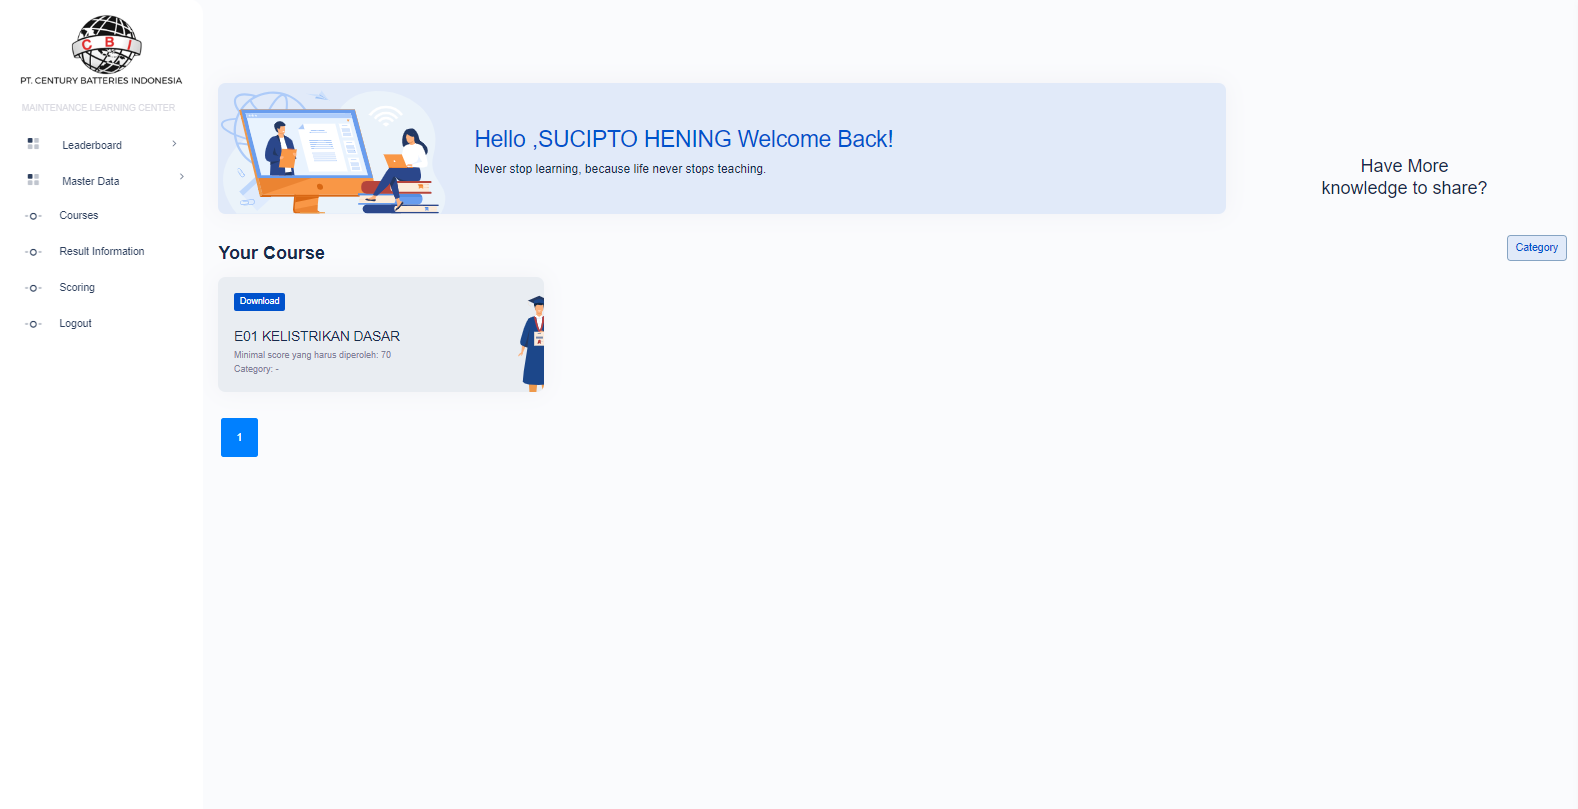 CBI
PT. CENTURY BATTERIES INDONESIA
MAINTENANCE LEARNING CENTER
Leaderboard
Master Data
Courses
Result Information
Scoring
Logout
Hello ,SUCIPTO HENING Welcome Back!
Never stop learning, because life never stops teaching.
Have More
knowledge to share?
Your Course
Category
Download
E01 KELISTRIKAN DASAR
Minimal score yang harus diperoleh: 70
Category: -
1